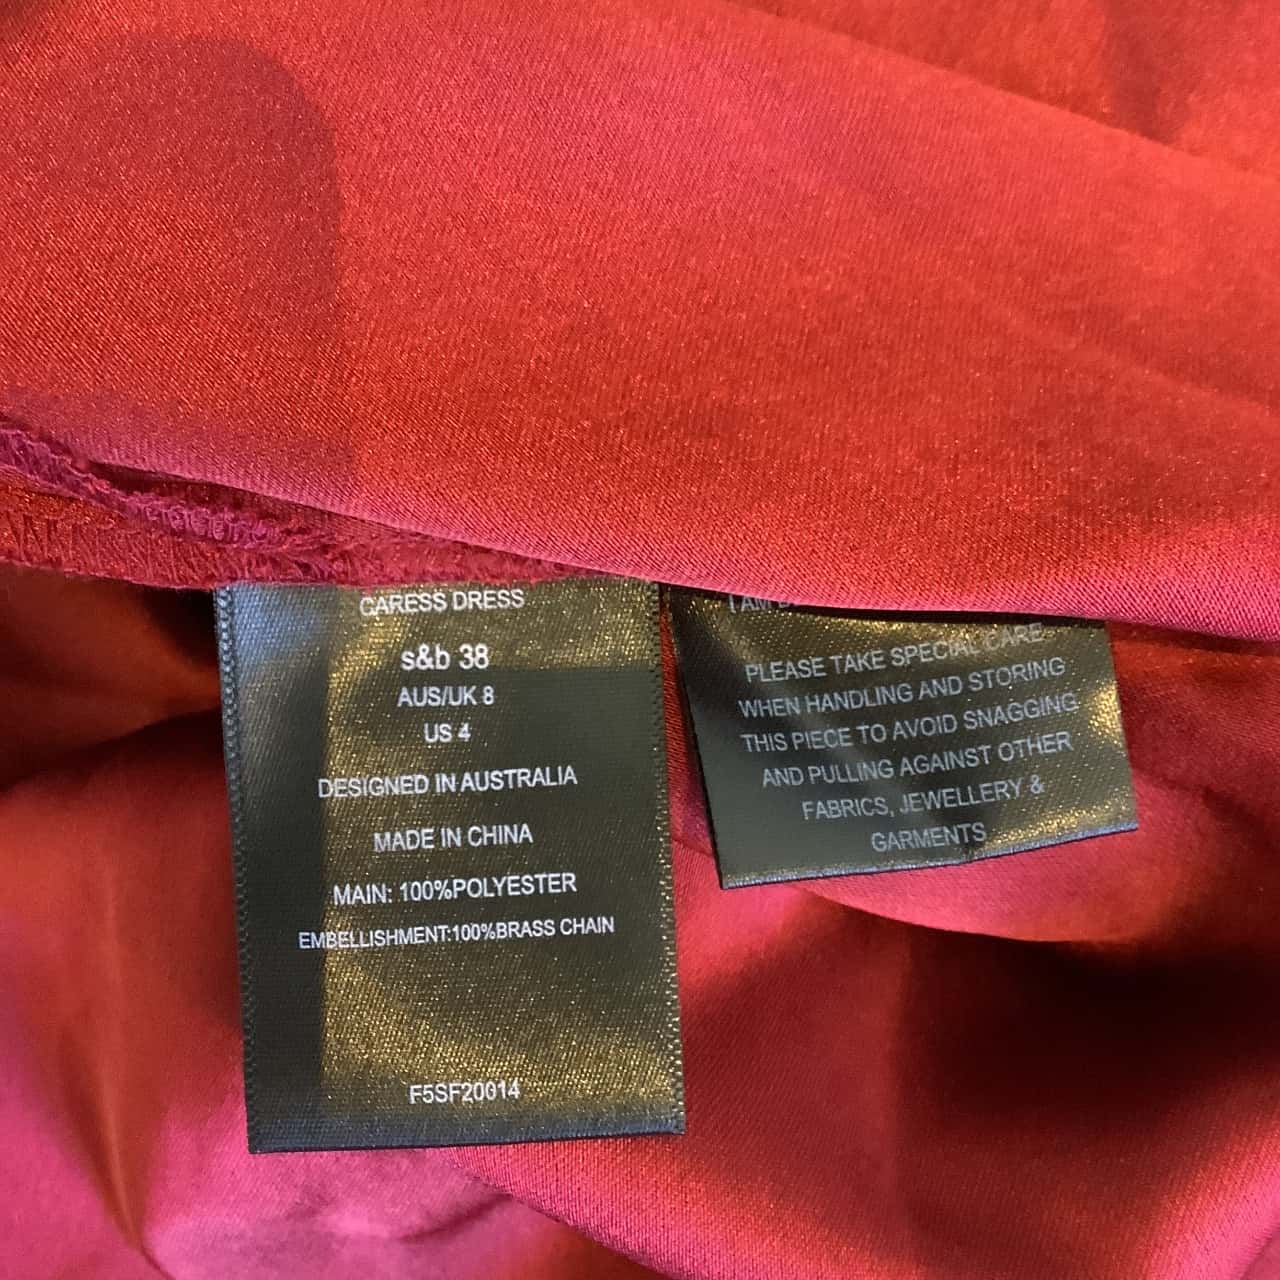 CARESS DRESS
s&b 38
AUS/UK 8
US 4
DESIGNED IN AUSTRALIA
MADE IN CHINA
MAIN: 100%POLYESTER
EMBELLISHMENT:100%BRASS CHAIN
F5SF20014
I AM
PLEASE TAKE SPECIAL CARE
WHEN HANDLING AND STORING
THIS PIECE TO AVOID SNAGGING
AND PULLING AGAINST OTHER
FABRICS, JEWELLERY &
GARMENTS